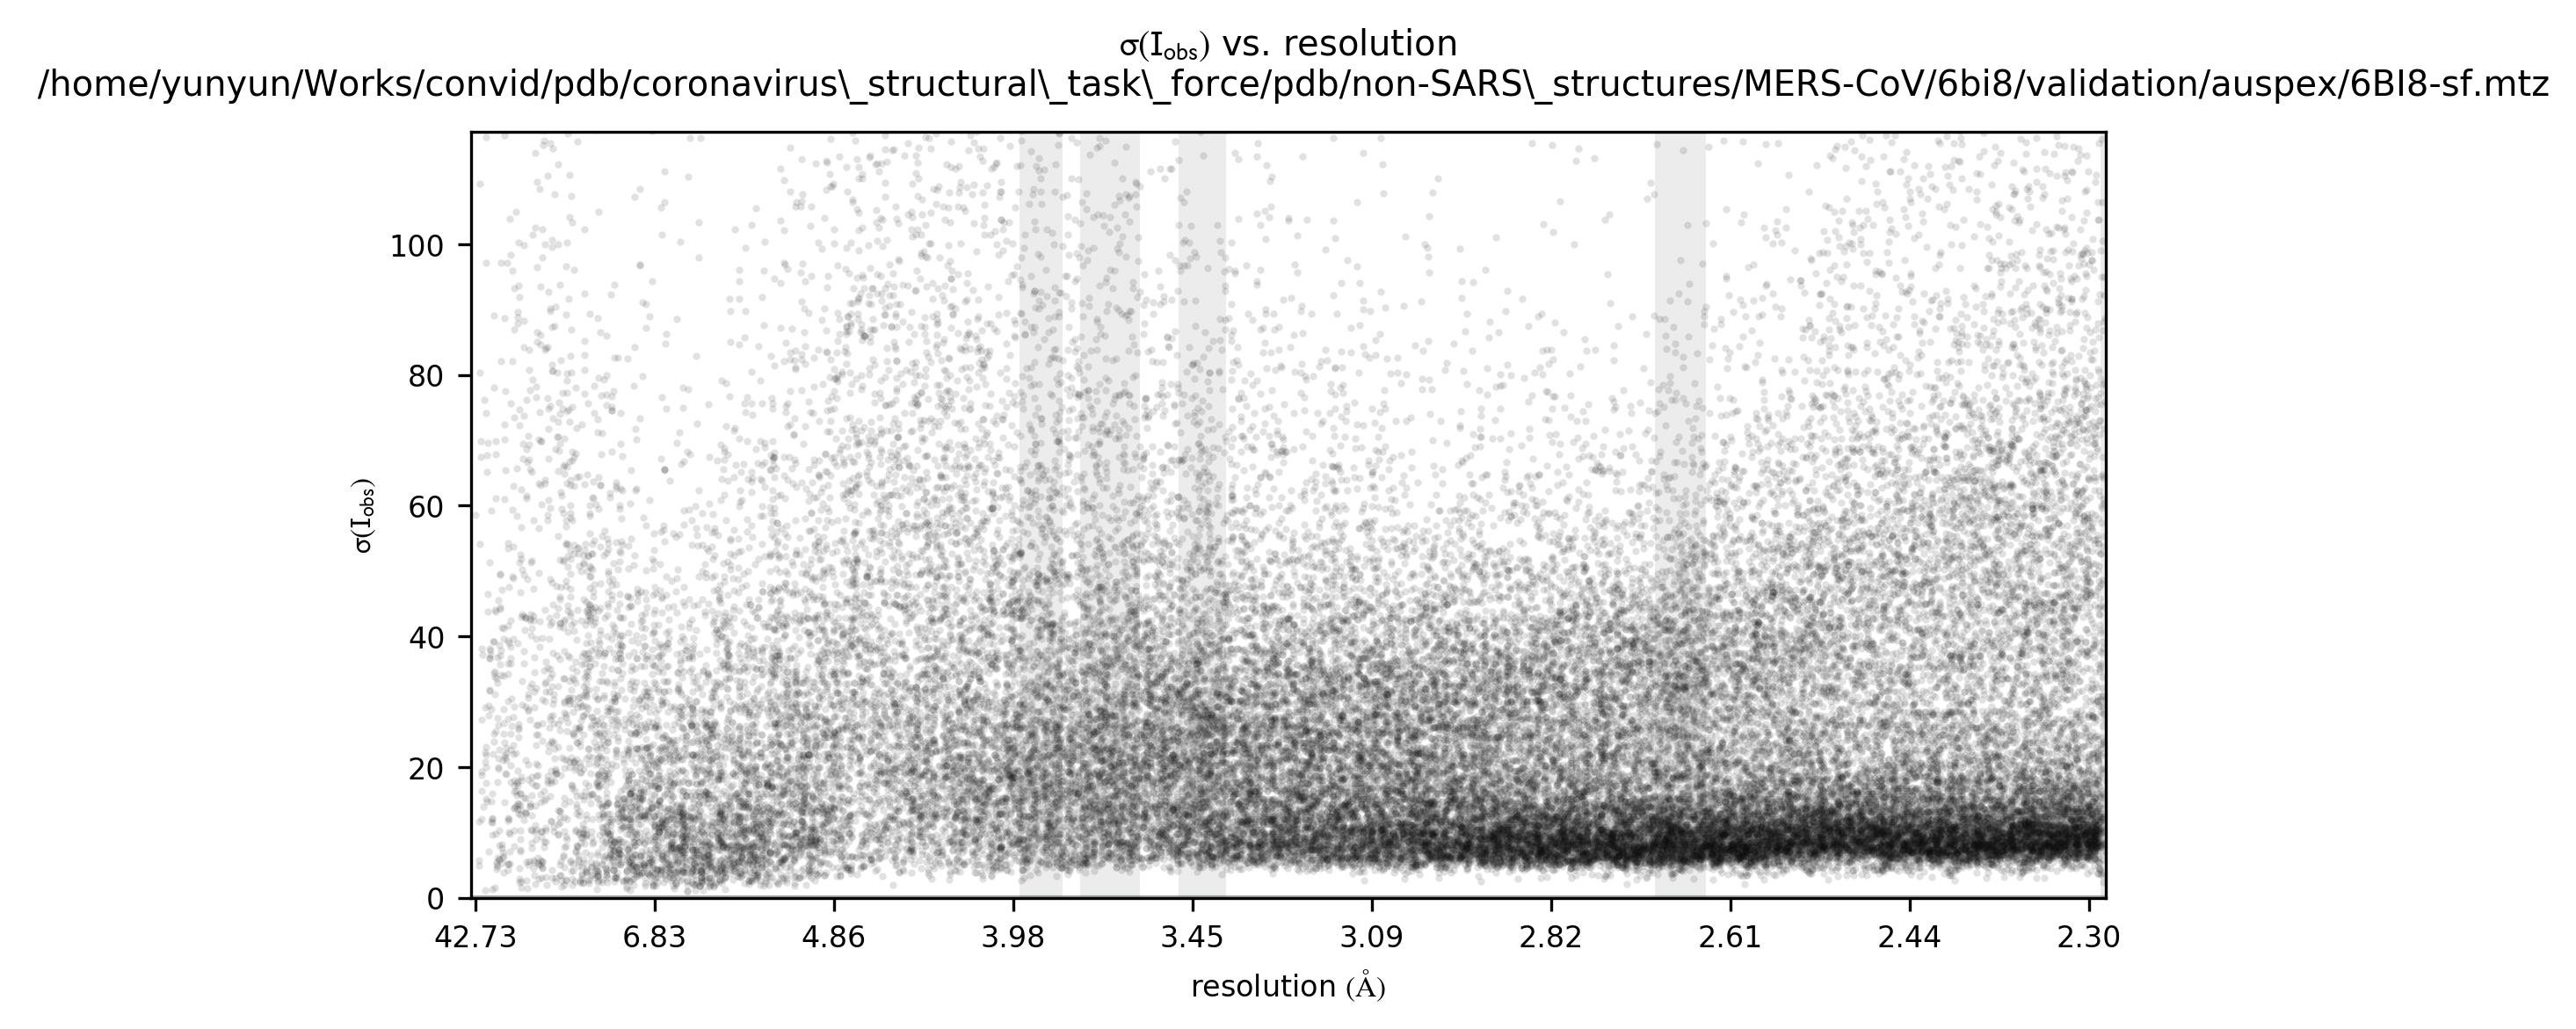 σ(Iobs) vs. resolution
/home/yunyun/Works/convid/pdb/coronavirus\_structural\_task\_force/pdb/non-SARS\_structures/MERS-CoV/6bi8/validation/auspex/6BI8-sf.mtz
σ(Iobs)
100
80
60
40
20
0
42.73 6.83 4.86 3.98 3.45 3.09 2.82 2.61 2.44 2.30
resolution (Å)